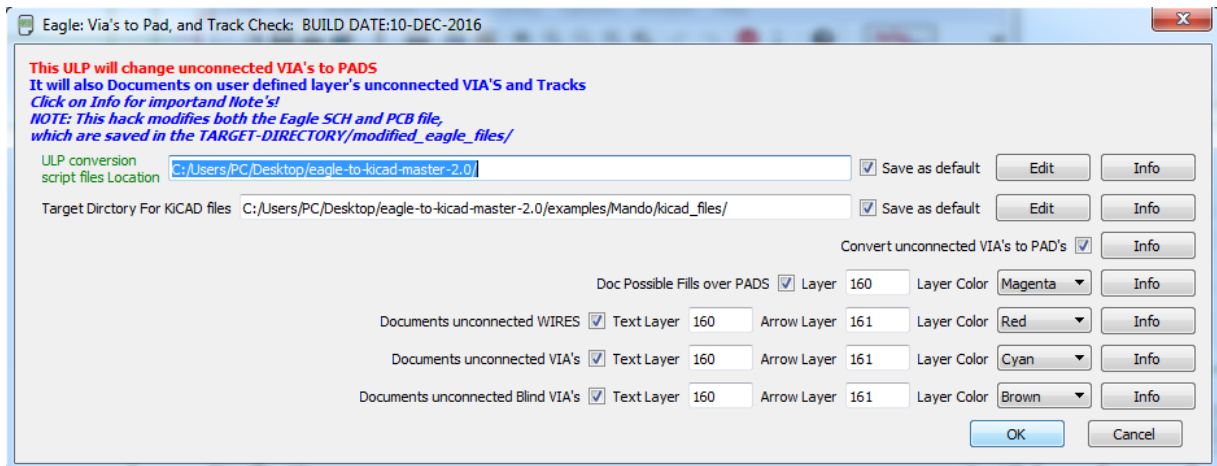 Eagle: Via's to Pad, and Track Check: BUILD DATE:10-DEC-2016
This ULP will change unconnected VIA's to PADS
It will also Documents on user defined layer's unconnected VIA'S and Tracks
Click on Info for importand Note's!
NOTE: This hack modifies both the Eagle SCH and PCB file,
which are saved in the TARGET-DIRECTORY/modified_eagle_files/
ULP conversion
script files Location C:/Users/PC/Desktop/eagle-to-kicad-master-2.0/ Save as default Edit Info
Target Dirctory For KiCAD files C:/Users/PC/Desktop/eagle-to-kicad-master-2.0/examples/Mando/kicad_files/ Save as default Edit Info
Convert unconnected VIA's to PAD's Info
Doc Possible Fills over PADS Layer 160 Layer Color Magenta Info
Documents unconnected WIRES Text Layer 160 Arrow Layer 161 Layer Color Red Info
Documents unconnected VIA's Text Layer 160 Arrow Layer 161 Layer Color Cyan Info
Documents unconnected Blind VIA's Text Layer 160 Arrow Layer 161 Layer Color Brown Info
OK Cancel